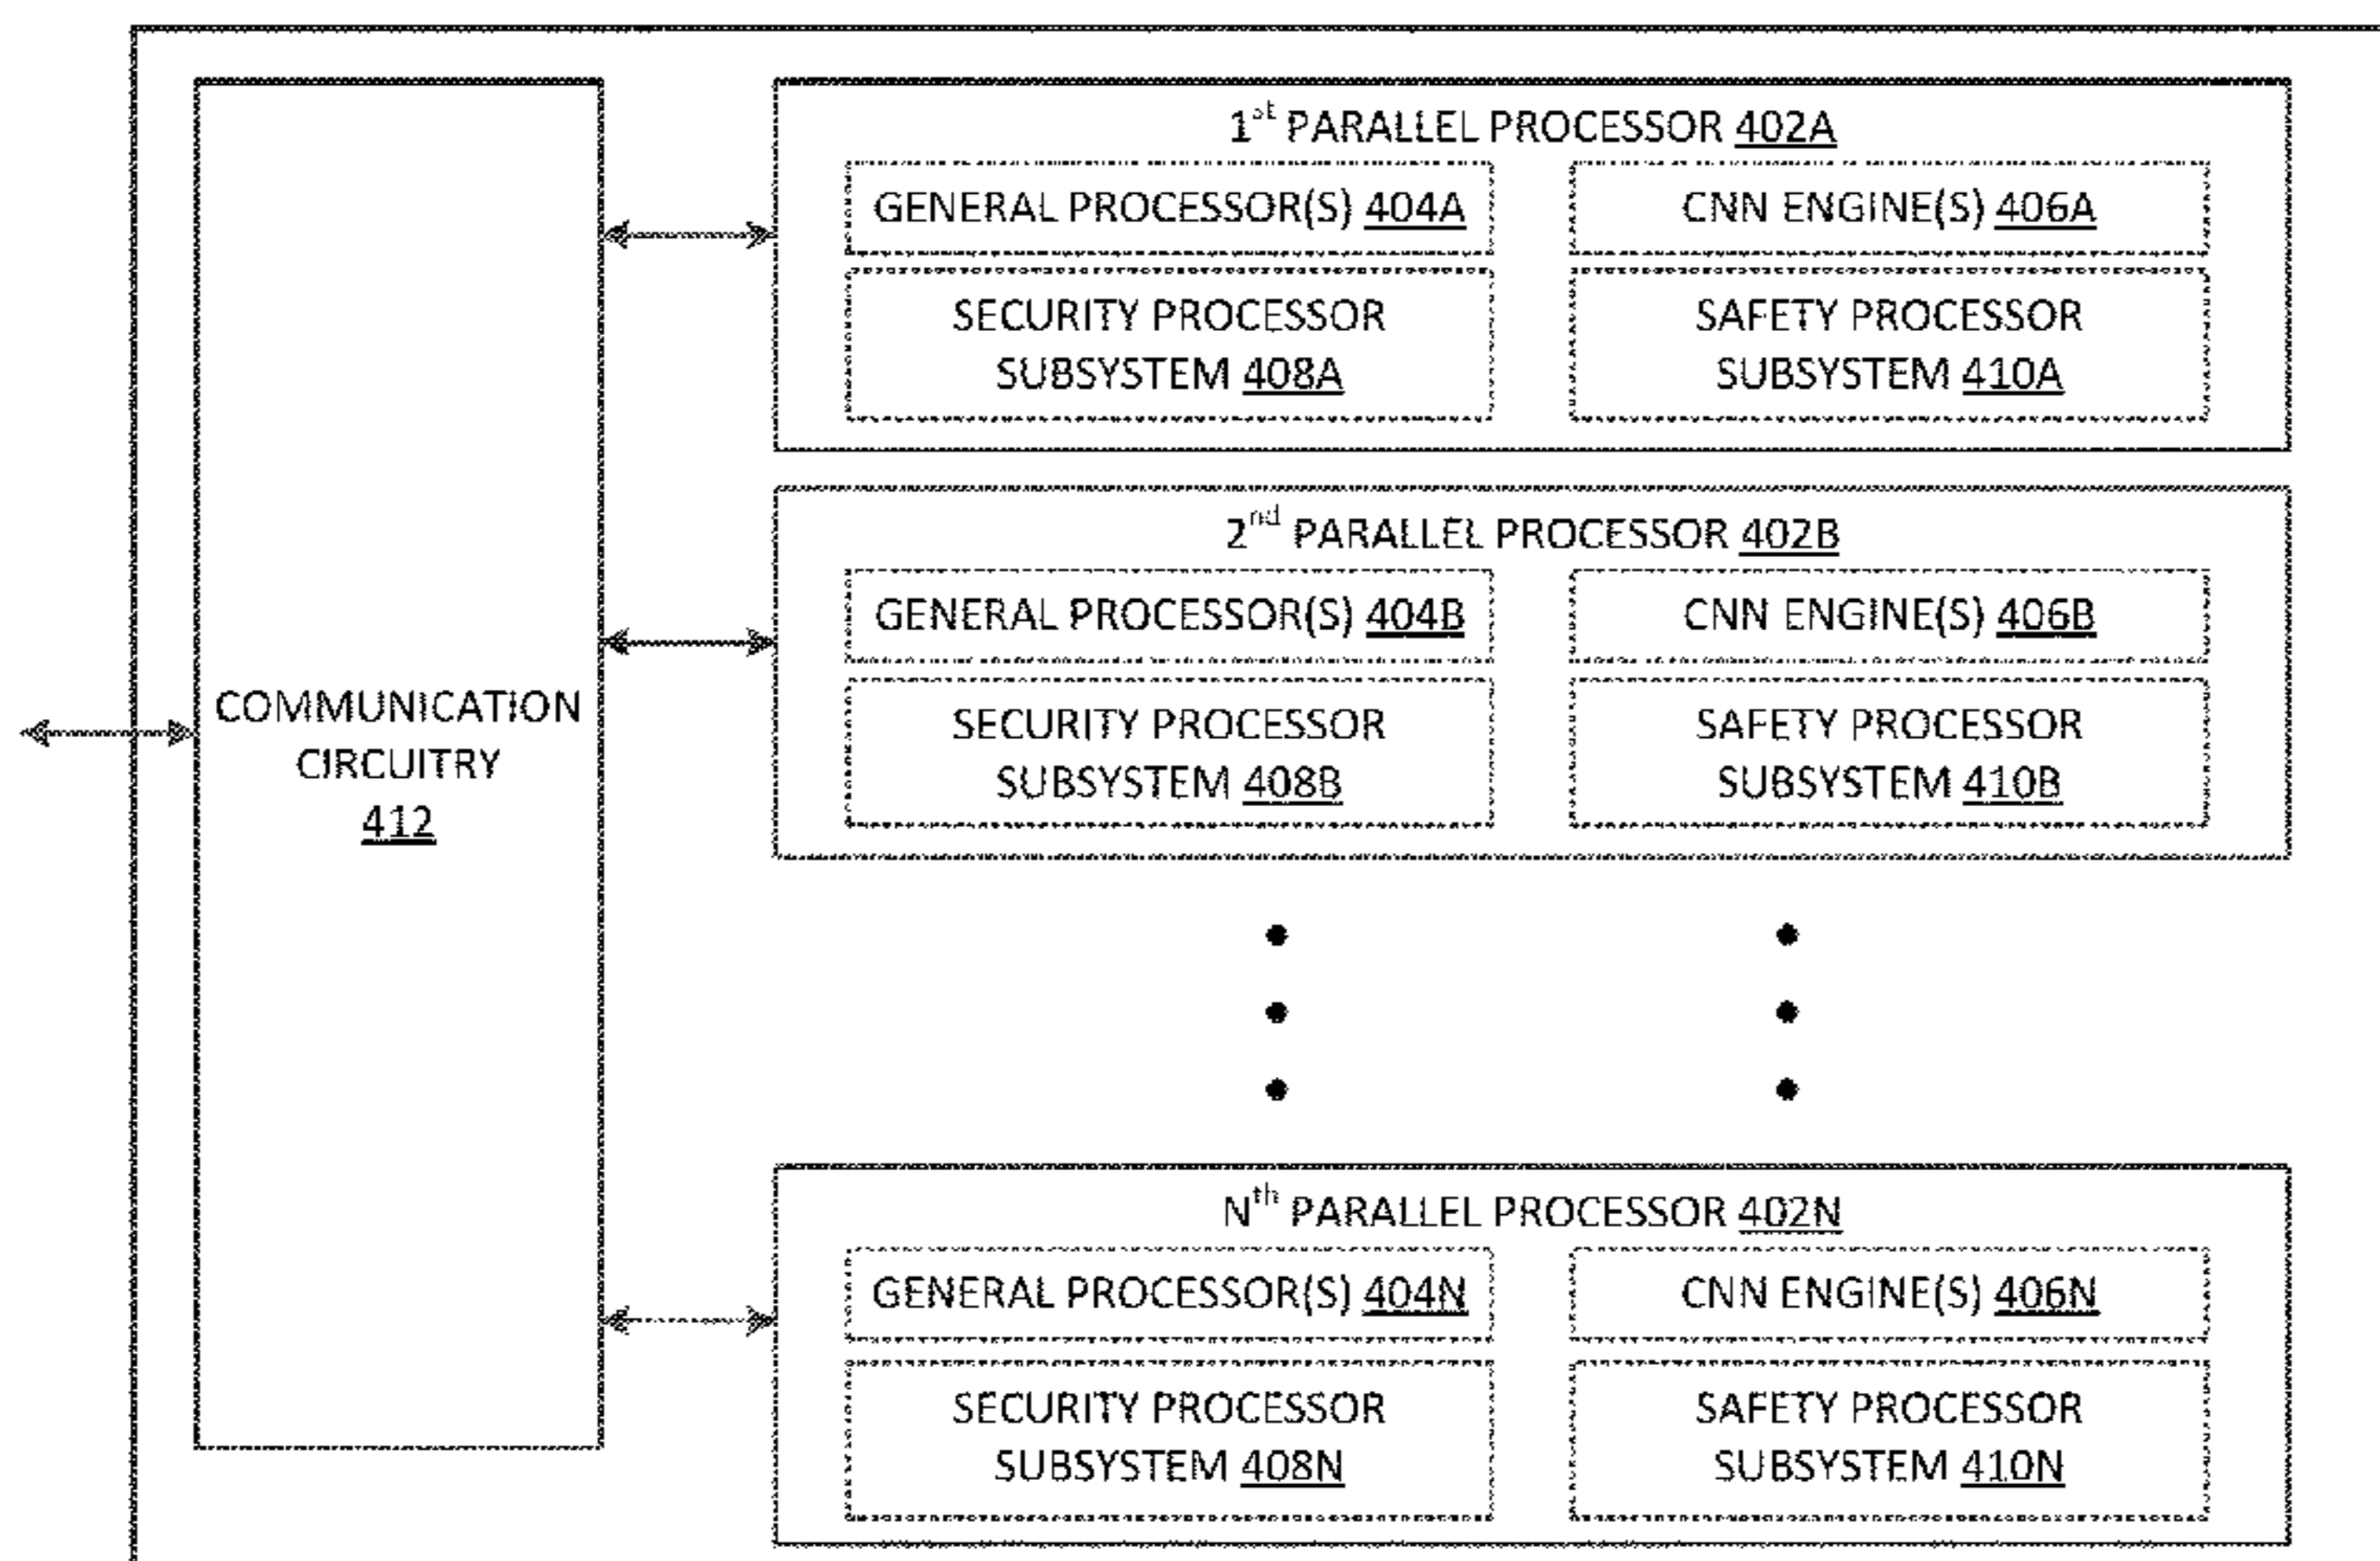 1st PARALLEL PROCESSOR 402A
GENERAL PROCESSOR(S) 404A
CNN ENGINE(S) 406A
SECURITY PROCESSOR
SUBSYSTEM 408A
SAFETY PROCESSOR
SUBSYSTEM 410A
2nd PARALLEL PROCESSOR 402B
GENERAL PROCESSOR(S) 404B
CNN ENGINE(S) 406B
SECURITY PROCESSOR
SUBSYSTEM 408B
SAFETY PROCESSOR
SUBSYSTEM 410B
COMMUNICATION
CIRCUITRY
412
Nth PARALLEL PROCESSOR 402N
GENERAL PROCESSOR(S) 404N
CNN ENGINE(S) 406N
SECURITY PROCESSOR
SUBSYSTEM 408N
SAFETY PROCESSOR
SUBSYSTEM 410N